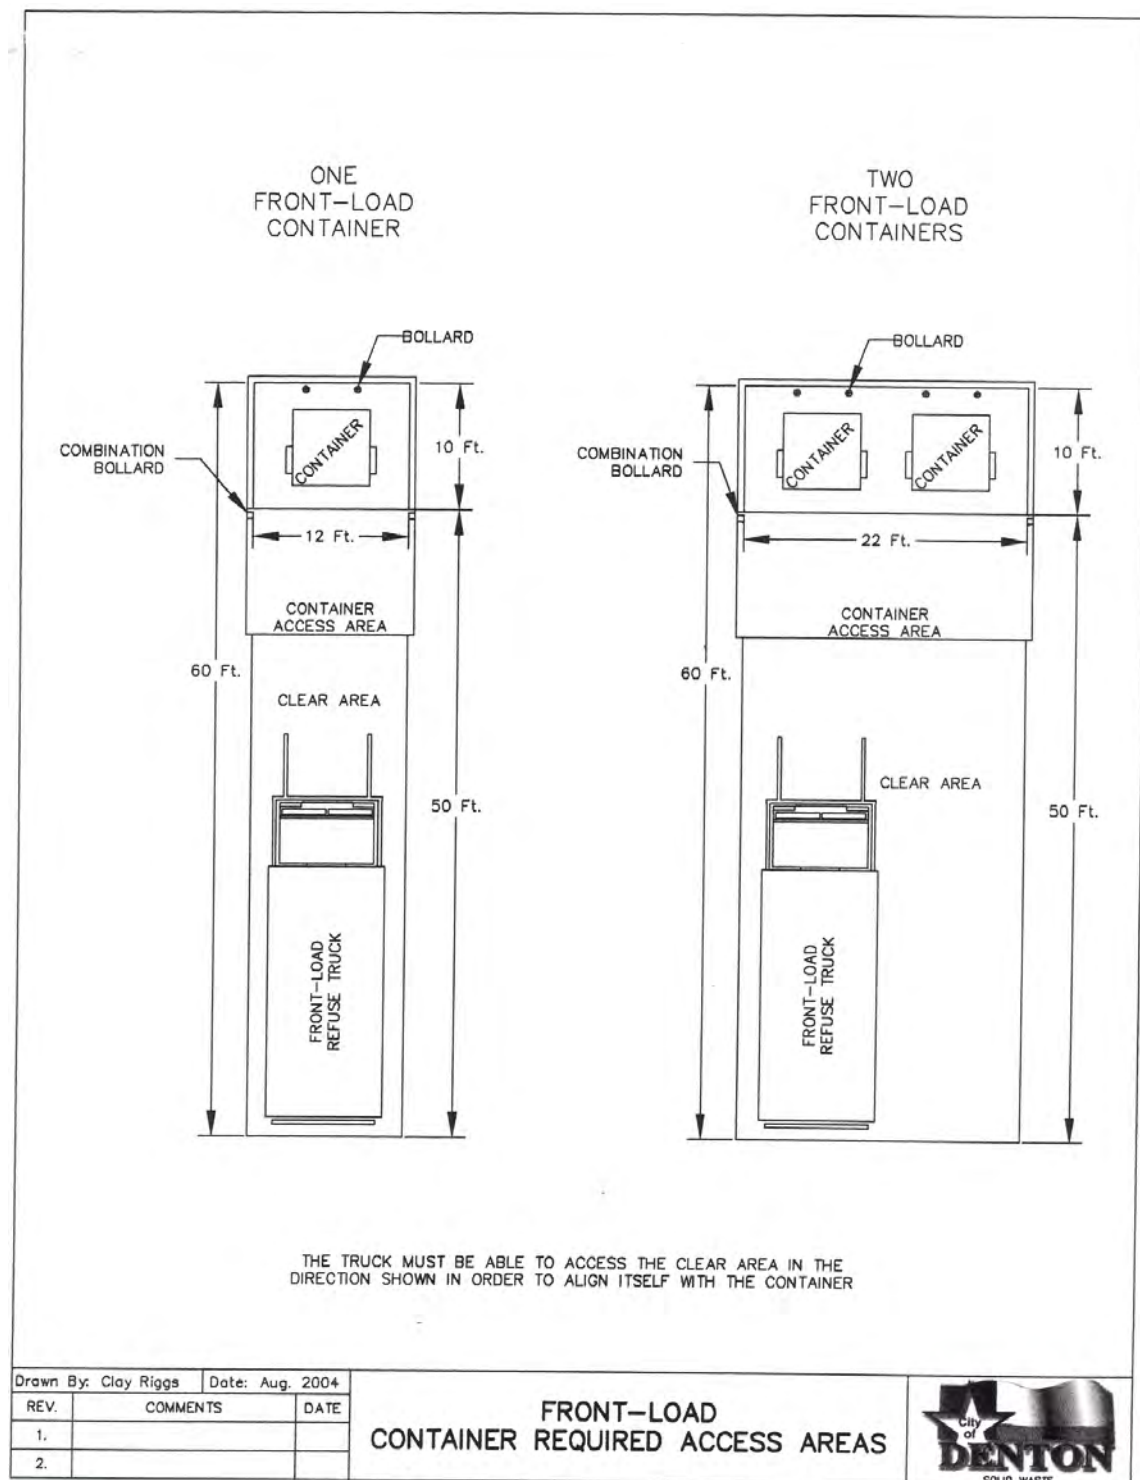 ONE
FRONT-LOAD
CONTAINER
BOLLARD
COMBINATION
BOLLARD
CONTAINER
10 Ft.
12 Ft.
CONTAINER
ACCESS AREA
60 Ft.
CLEAR AREA
50 Ft.
FRONT-LOAD
REFUSE TRUCK
TWO
FRONT-LOAD
CONTAINERS
BOLLARD
COMBINATION
BOLLARD
CONTAINER
CONTAINER
10 Ft.
22 Ft.
CONTAINER
ACCESS AREA
60 Ft.
CLEAR AREA
50 Ft.
FRONT-LOAD
REFUSE TRUCK
THE TRUCK MUST BE ABLE TO ACCESS THE CLEAR AREA IN THE
DIRECTION SHOWN IN ORDER TO ALIGN ITSELF WITH THE CONTAINER
Drawn By: Clay Riggs Date: Aug. 2004
REV. COMMENTS DATE
1.
2.
FRONT-LOAD
CONTAINER REQUIRED ACCESS AREAS
City
of
DENTON
SOLID WASTE